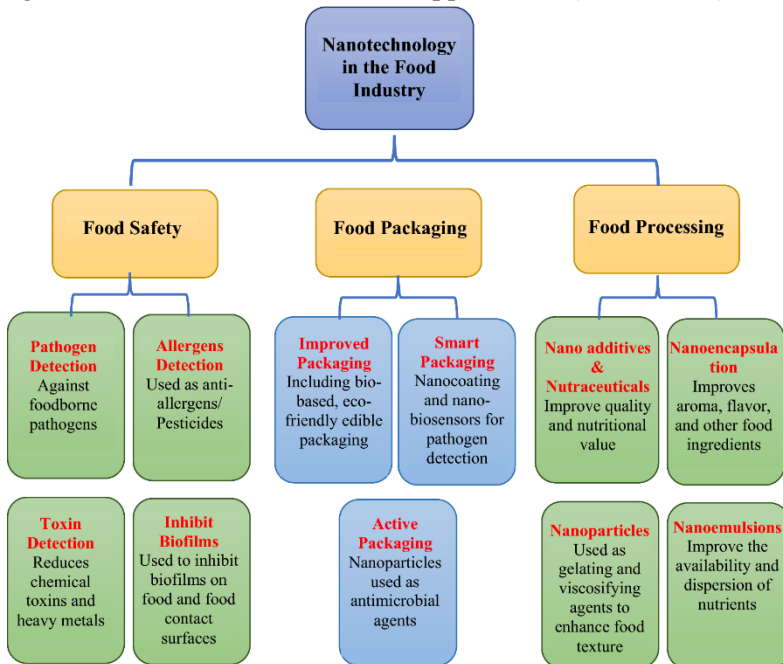 Nanotechnology
in the Food
Industry
Food Safety
Food Packaging
Food Processing
Pathogen
Detection
Against
foodborne
pathogens
Allergens
Detection
Used as anti-
allergens/
Pesticides
Improved
Packaging
Including bio-
based, eco-
friendly edible
packaging
Smart
Packaging
Nanocoating
and nano-
biosensors for
pathogen
detection
Nano additives
&
Nutraceuticals
Improve quality
and nutritional
value
Nanoencapsula
tion
Improves
aroma, flavor,
and other food
ingredients
Toxin
Detection
Reduces
chemical
toxins and
heavy metals
Inhibit
Biofilms
Used to inhibit
biofilms on
food and food
contact
surfaces
Active
Packaging
Nanoparticles
used as
antimicrobial
agents
Nanoparticles
Used as
gelating and
viscosifying
agents to
enhance food
texture
Nanoemulsions
Improve the
availability and
dispersion of
nutrients